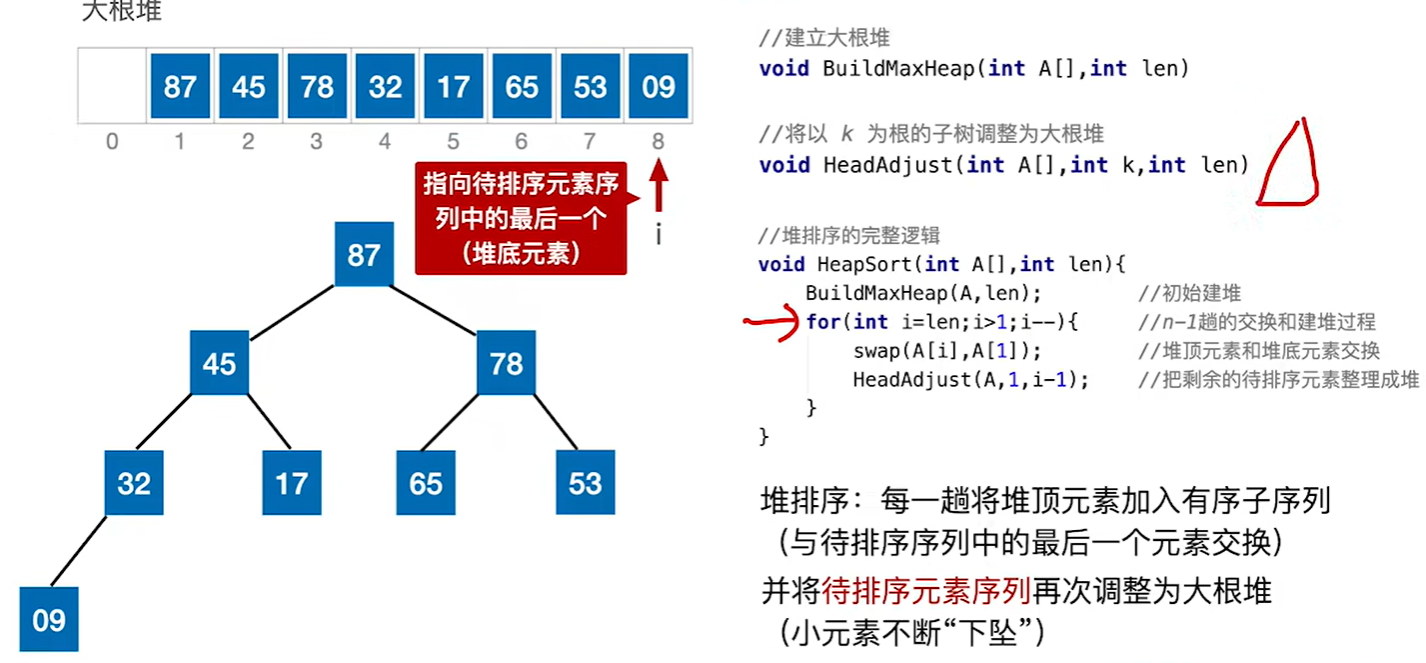 大根堆
87 45 78 32 17 65 53 09
0 1 2 3 4 5 6 7 8
指向待排序元素序
列中的最后一个
（堆底元素）
i
87
45 78
32 17 65 53
09
//建立大根堆
void BuildMaxHeap(int A[],int len)
//将以 k 为根的子树调整为大根堆
void HeadAdjust(int A[],int k,int len)
//堆排序的完整逻辑
void HeapSort(int A[],int len){
BuildMaxHeap(A,len); //初始建堆
for(int i=len;i>1;i--){ //n-1趟的交换和建堆过程
swap(A[i],A[1]); //堆顶元素和堆底元素交换
HeadAdjust(A,1,i-1); //把剩余的待排序元素整理成堆
}
}
堆排序：每一趟将堆顶元素加入有序子序列
（与待排序序列中的最后一个元素交换）
并将待排序元素序列再次调整为大根堆
（小元素不断“下坠”）